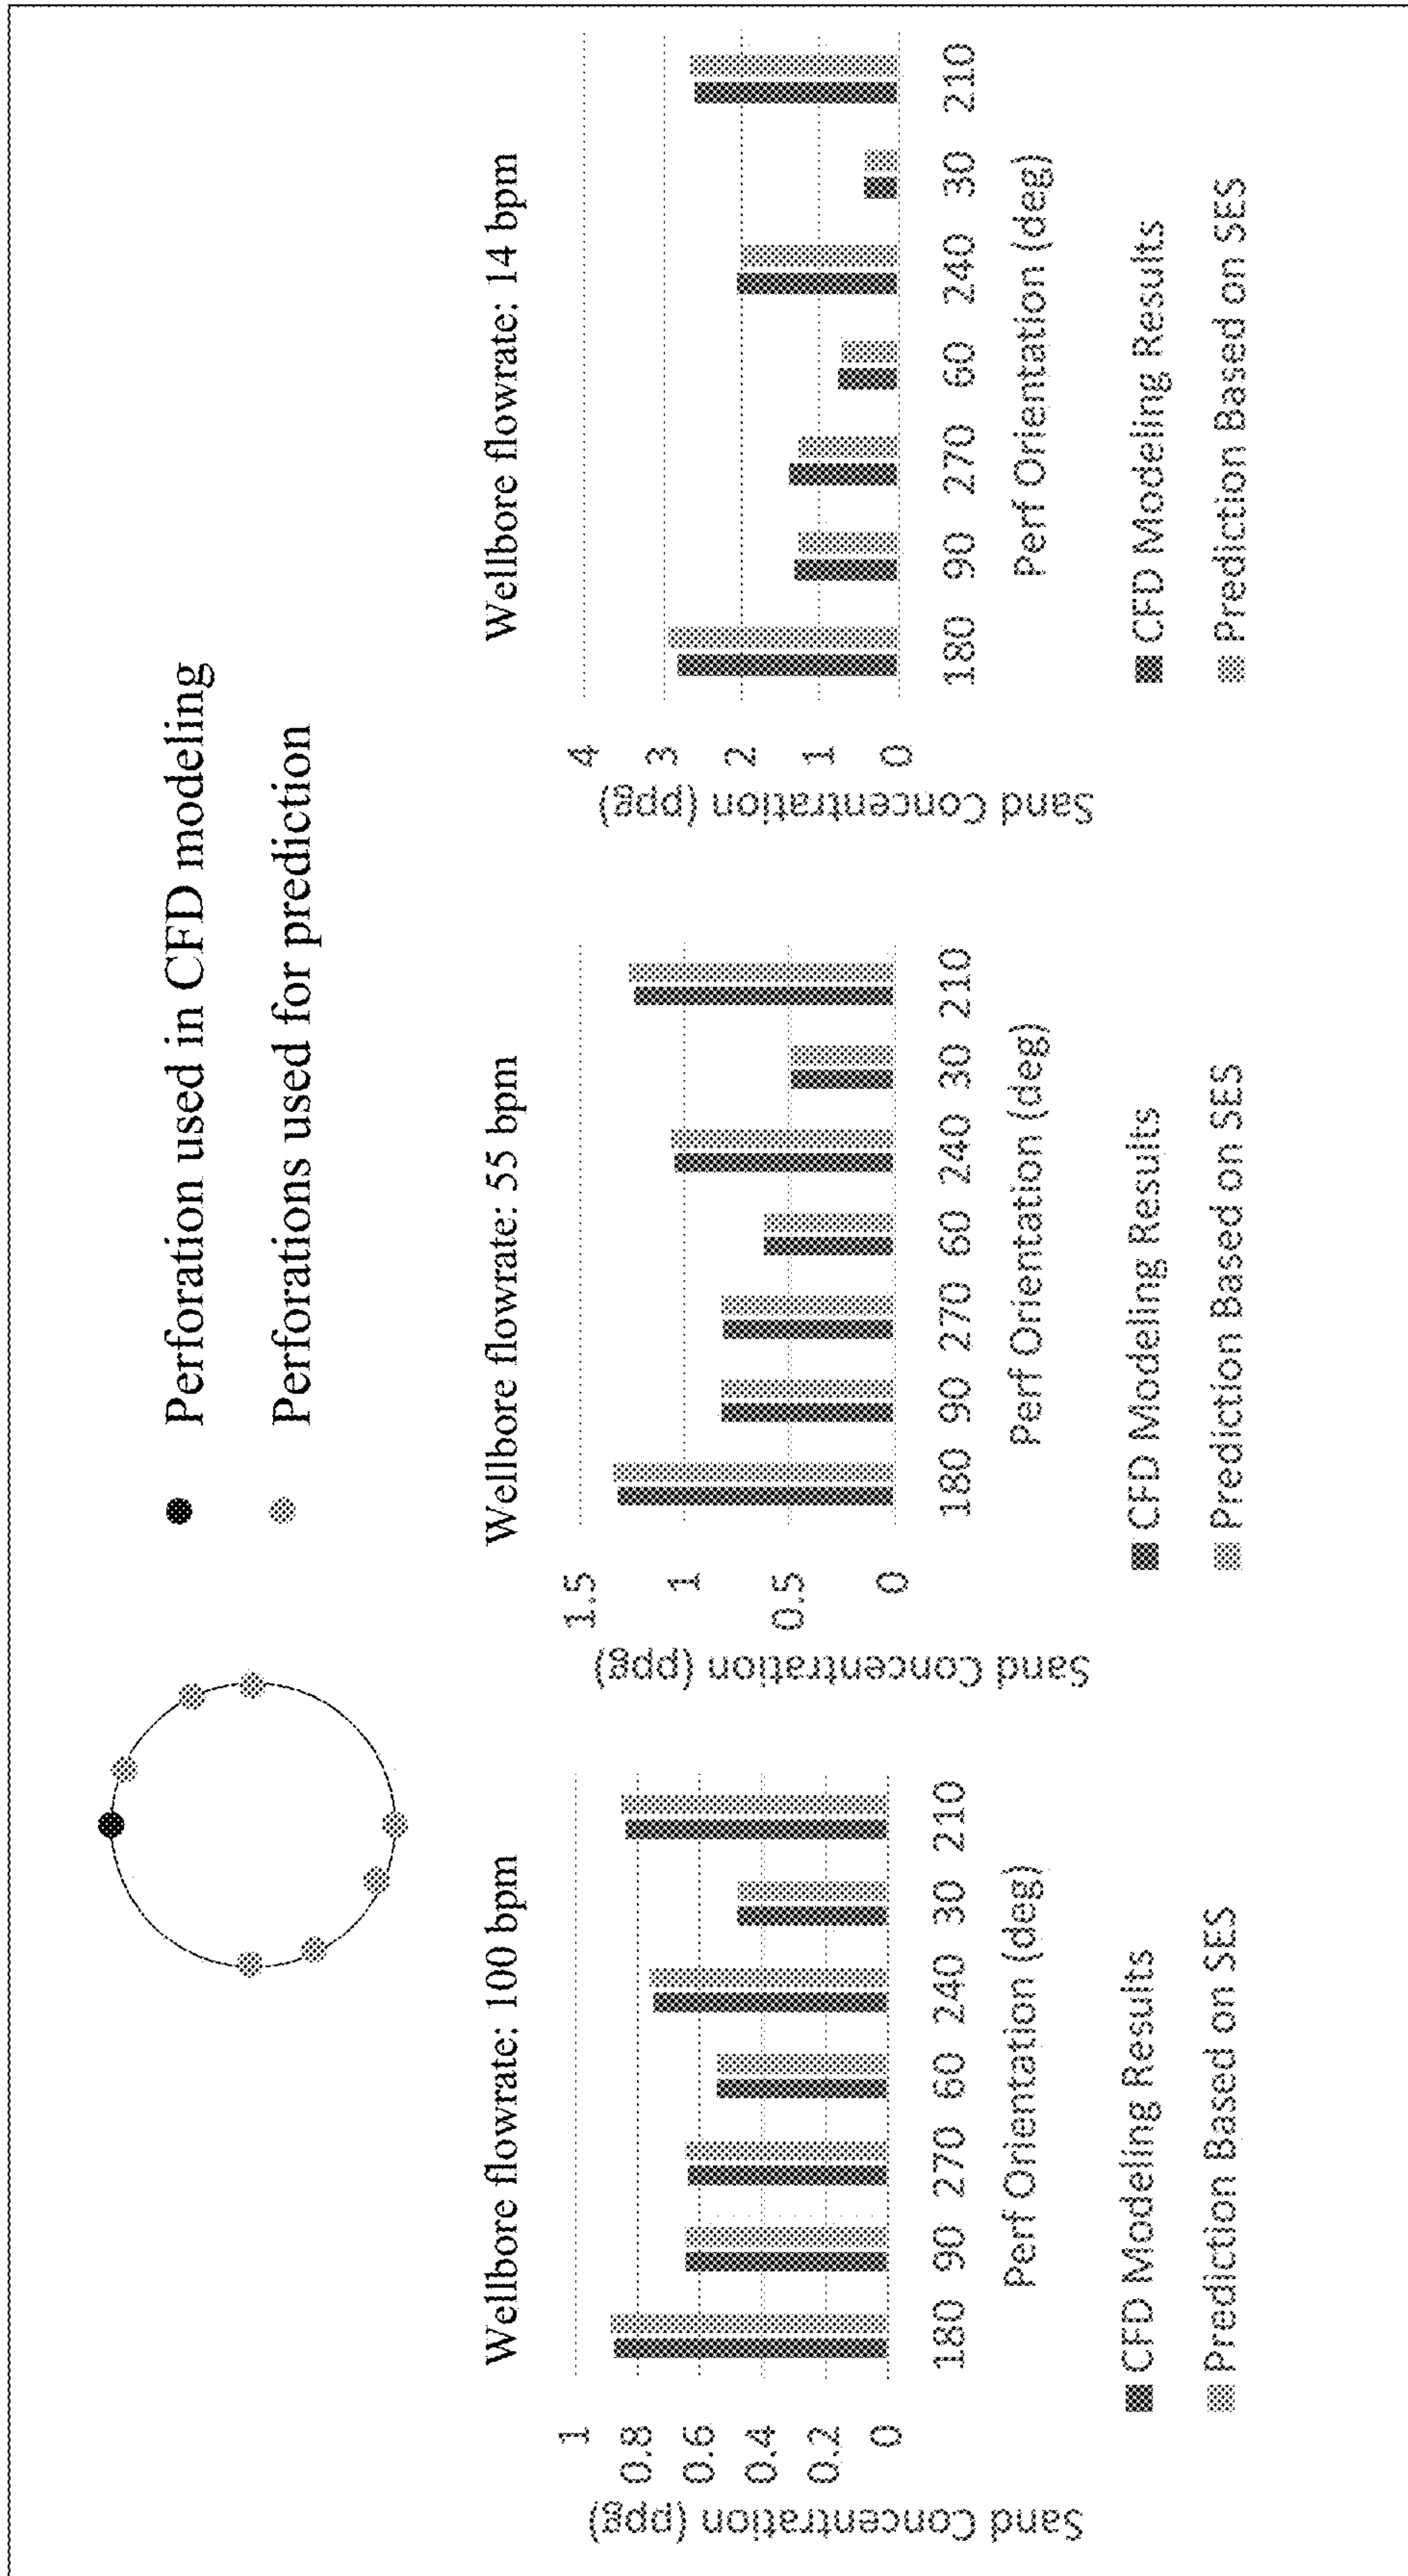 Perforation used in CFD modeling
Perforations used for prediction
Wellbore flowrate: 100 bpm
Sand Concentration (ppg)
1
0.8
0.6
0.4
0.2
0
180 90 270 60 240 30 210
Perf Orientation (deg)
CFD Modeling Results
Prediction Based on SES
Wellbore flowrate: 55 bpm
Sand Concentration (ppg)
1.5
1
0.5
0
180 90 270 60 240 30 210
Perf Orientation (deg)
CFD Modeling Results
Prediction Based on SES
Wellbore flowrate: 14 bpm
Sand Concentration (ppg)
4
3
2
1
0
180 90 270 60 240 30 210
Perf Orientation (deg)
CFD Modeling Results
Prediction Based on SES